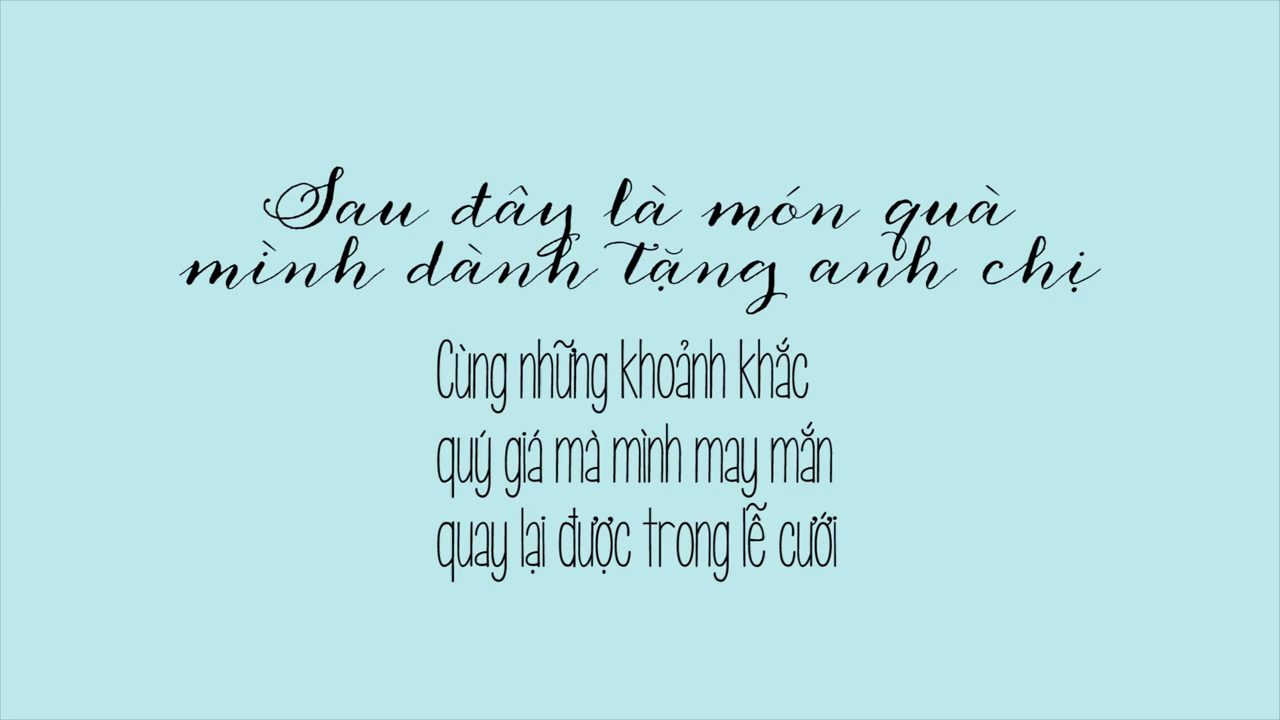 Sau đây là món quà
mình dành tặng anh chị
Cùng những khoảnh khắc
quý giá mà mình may mắn
quay lại được trong lễ cưới